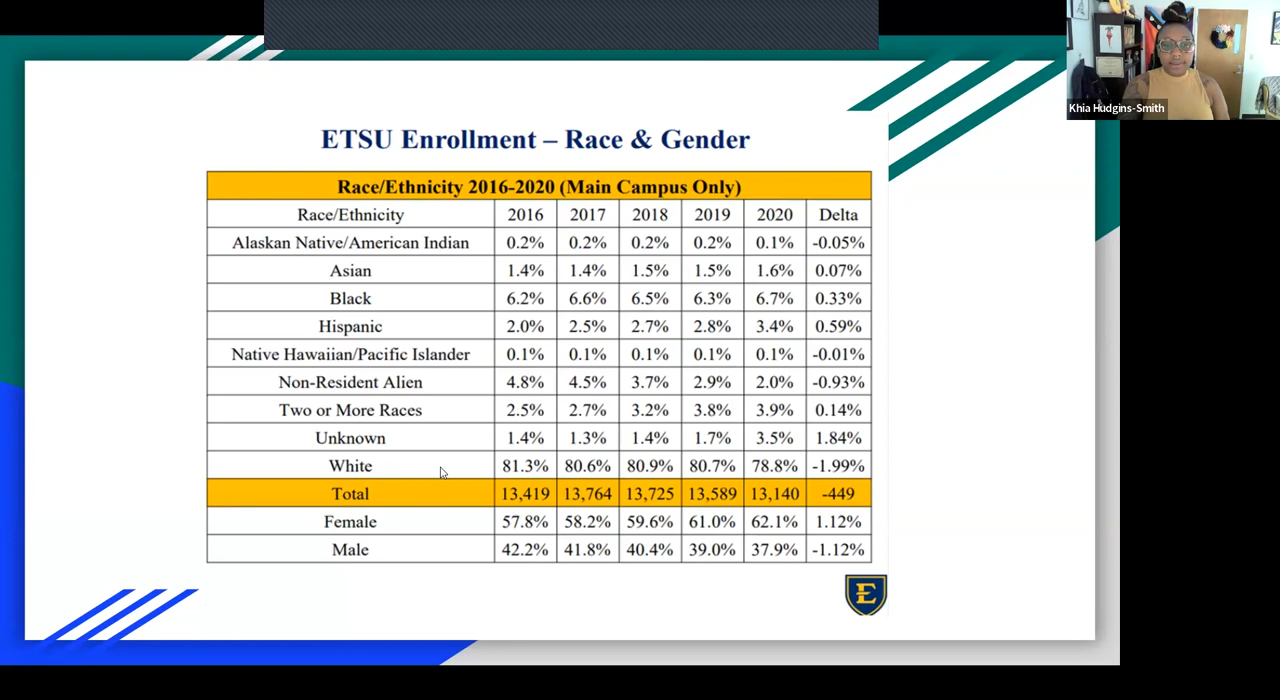 Khia Hudgins-Smith
ETSU Enrollment – Race & Gender
Race/Ethnicity 2016-2020 (Main Campus Only)
Race/Ethnicity 2016 2017 2018 2019 2020 Delta
Alaskan Native/American Indian 0.2% 0.2% 0.2% 0.2% 0.1% -0.05%
Asian 1.4% 1.4% 1.5% 1.5% 1.6% 0.07%
Black 6.2% 6.6% 6.5% 6.3% 6.7% 0.33%
Hispanic 2.0% 2.5% 2.7% 2.8% 3.4% 0.59%
Native Hawaiian/Pacific Islander 0.1% 0.1% 0.1% 0.1% 0.1% -0.01%
Non-Resident Alien 4.8% 4.5% 3.7% 2.9% 2.0% -0.93%
Two or More Races 2.5% 2.7% 3.2% 3.8% 3.9% 0.14%
Unknown 1.4% 1.3% 1.4% 1.7% 3.5% 1.84%
White 81.3% 80.6% 80.9% 80.7% 78.8% -1.99%
Total 13,419 13,764 13,725 13,589 13,140 -449
Female 57.8% 58.2% 59.6% 61.0% 62.1% 1.12%
Male 42.2% 41.8% 40.4% 39.0% 37.9% -1.12%
E